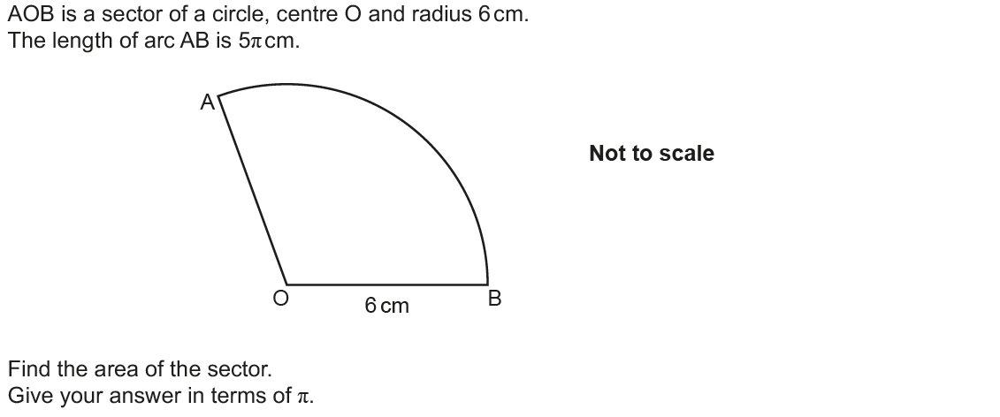 AOB is a sector of a circle, centre O and radius 6 cm.
The length of arc AB is 5π cm.
A
Not to scale
O
B
6 cm
Find the area of the sector.
Give your answer in terms of π.